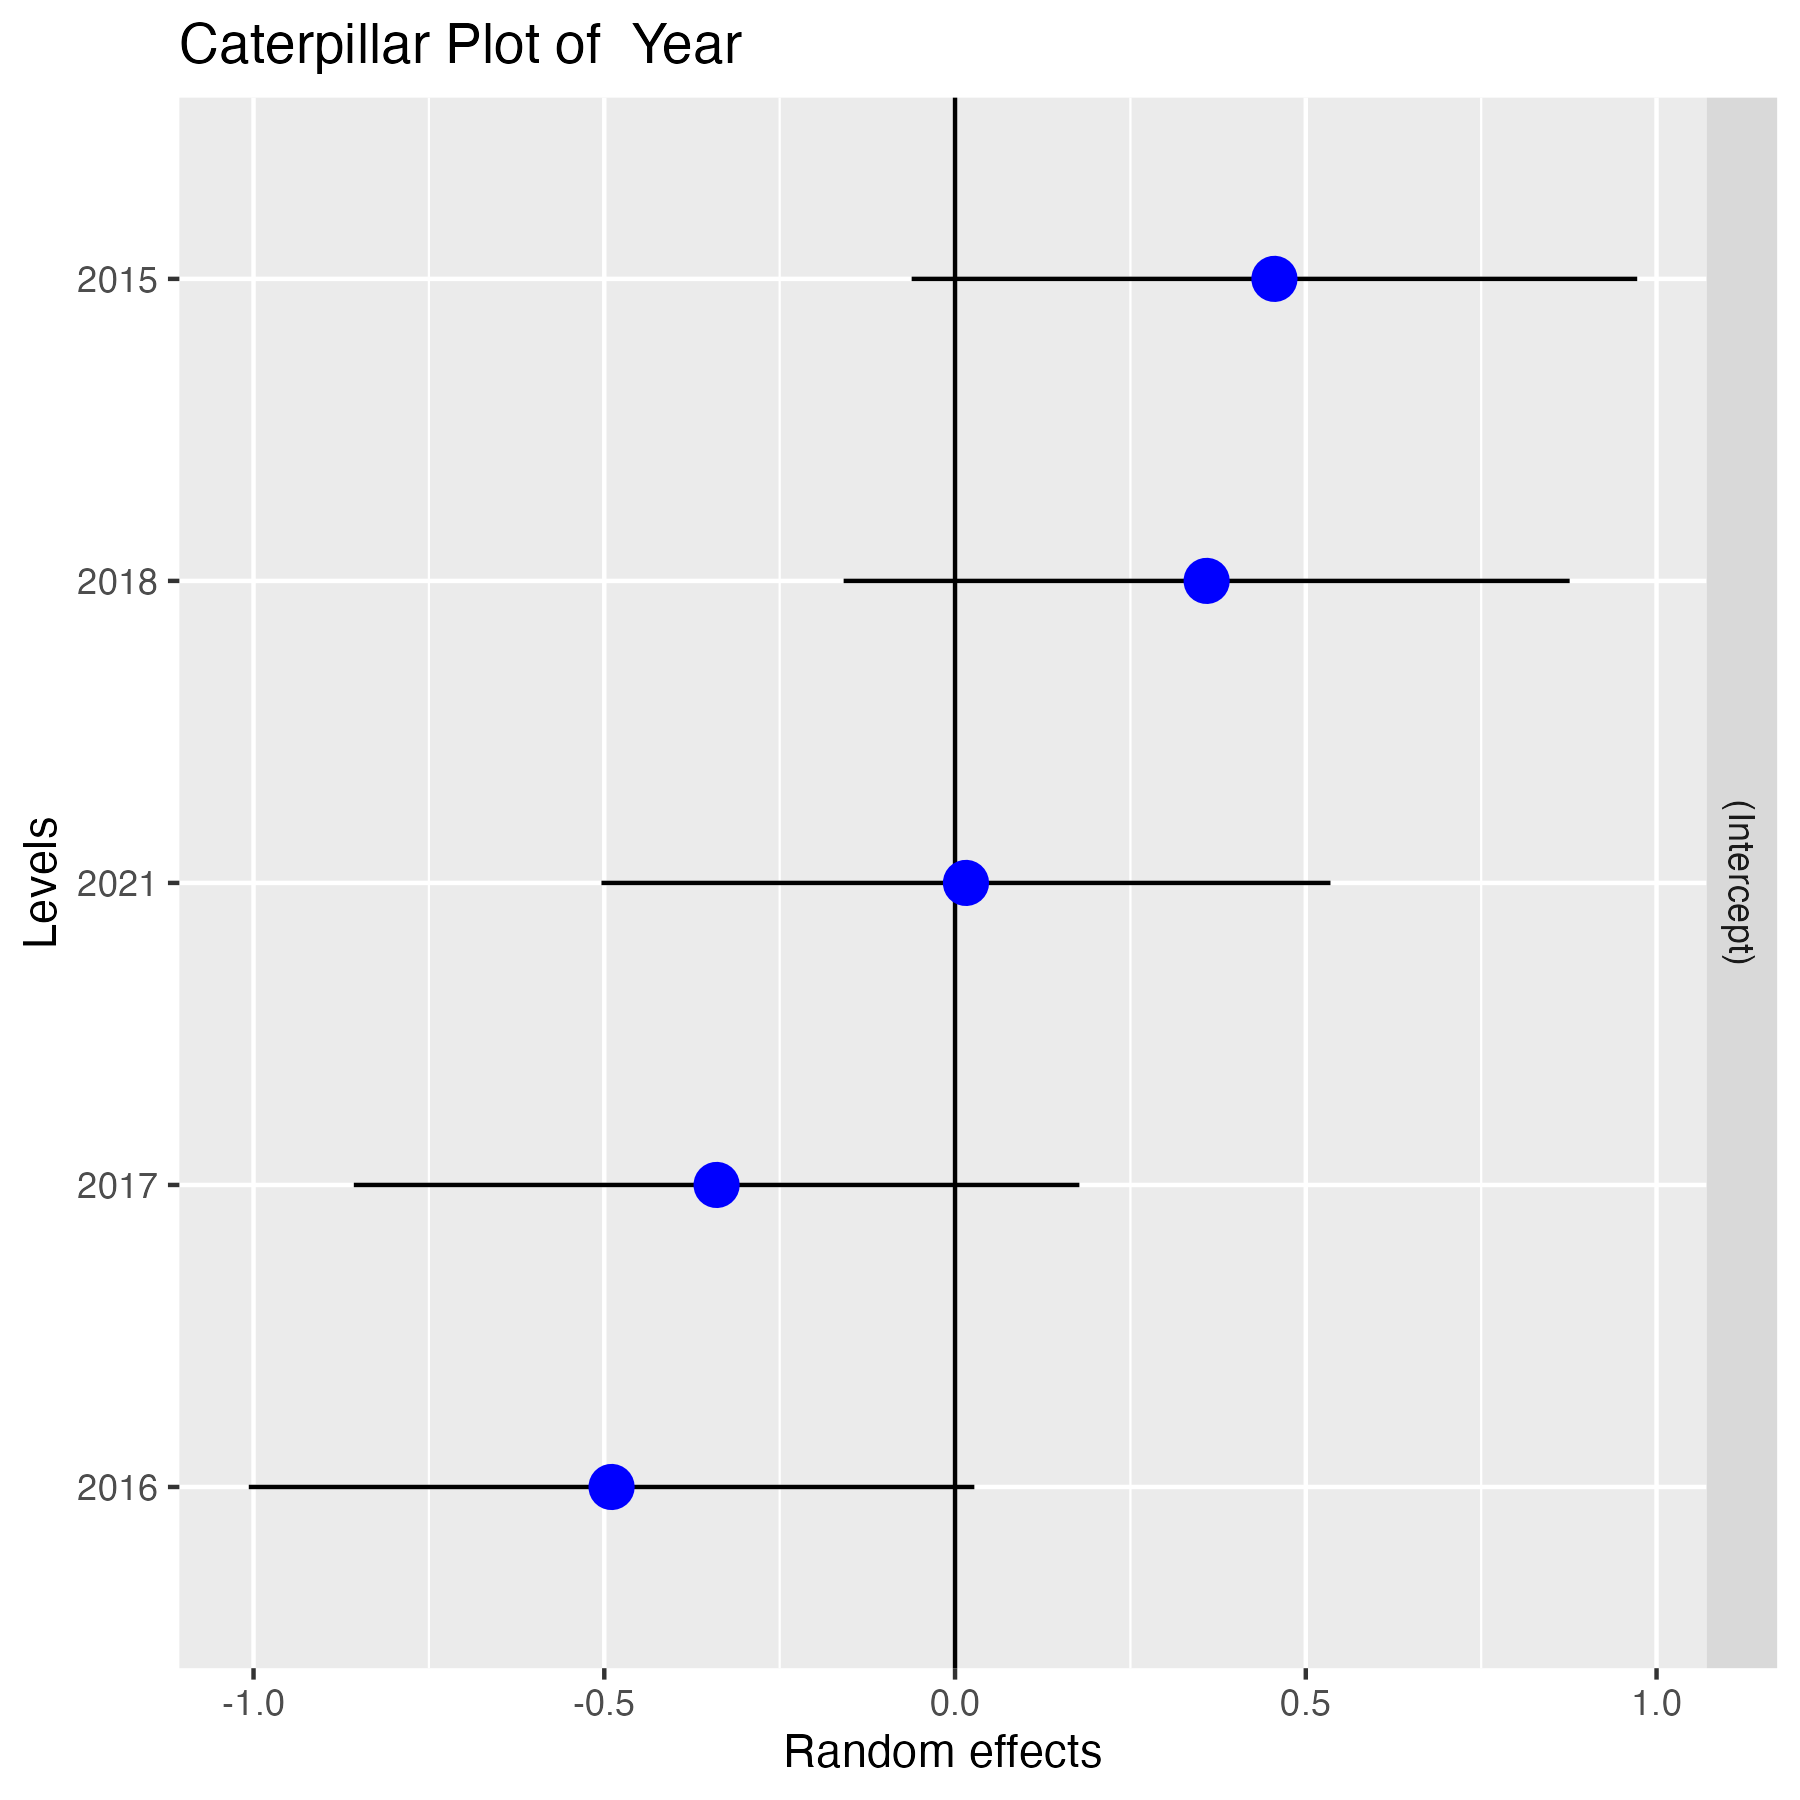 Caterpillar Plot of  Year
Levels
2015
2018
2021
2017
2016
(Intercept)
-1.0 -0.5 0.0 0.5 1.0
Random effects